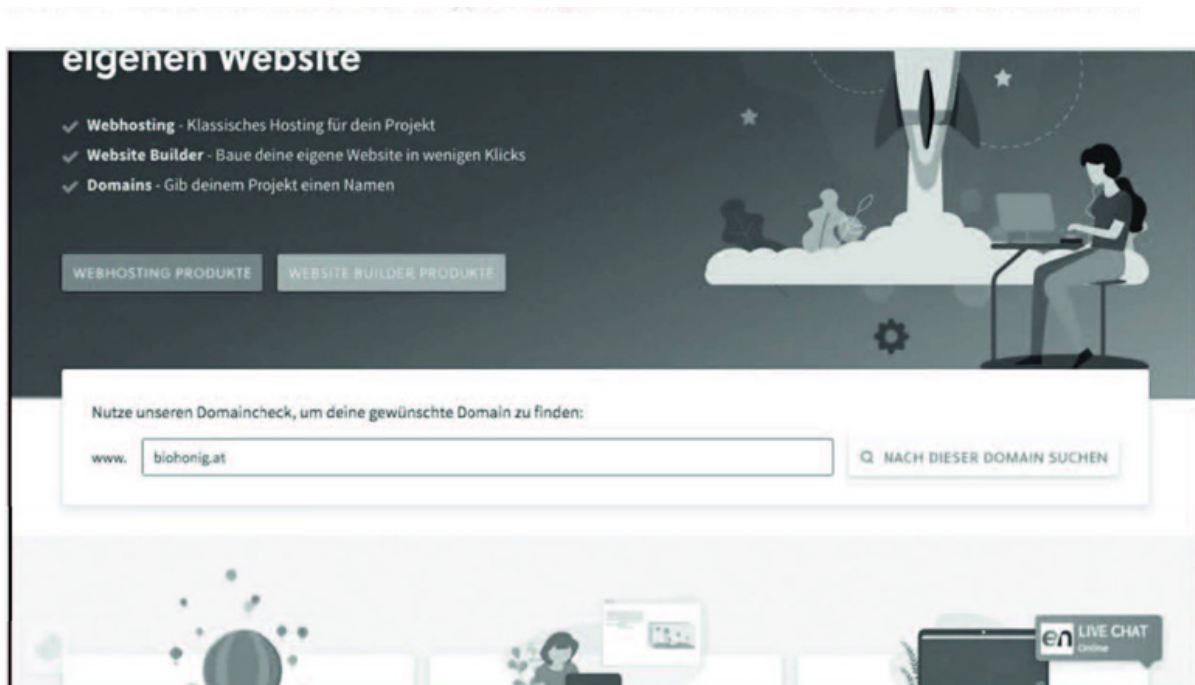 eigenen Website
Webhosting - Klassisches Hosting für dein Projekt
Website Builder - Baue deine eigene Website in wenigen Klicks
Domains - Gib deinem Projekt einen Namen
WEBHOSTING PRODUKTE
WEBSITE BUILDER PRODUKTE
Nutze unseren Domaincheck, um deine gewünschte Domain zu finden:
www.
biohonig.at
NACH DIESER DOMAIN SUCHEN
en
LIVE CHAT
Online